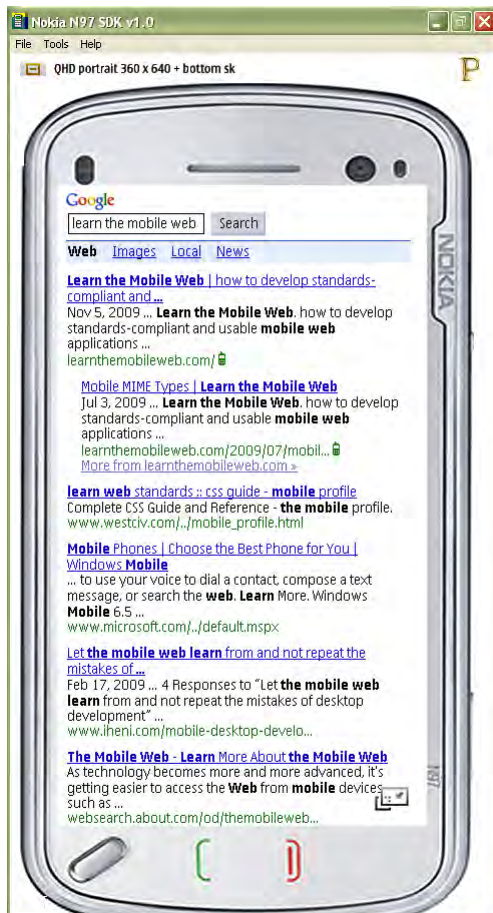 Nokia N97 SDK v1.0
File Tools Help
QHD portrait 360 x 640 + bottom sk
P
Google
learn the mobile web Search
Web Images Local News
Learn the Mobile Web | how to develop standards-
compliant and ...
Nov 5, 2009 ... Learn the Mobile Web. how to develop
standards-compliant and usable mobile web
applications ...
learnthemobileweb.com/
Mobile MIME Types | Learn the Mobile Web
Jul 3, 2009 ... Learn the Mobile Web. how to develop
standards-compliant and usable mobile web
applications ...
learnthemobileweb.com/2009/07/mobil...
More from learnthemobileweb.com »
learn web standards :: css guide - mobile profile
Complete CSS Guide and Reference - the mobile profile.
www.westciv.com/../mobile_profile.html
Mobile Phones | Choose the Best Phone for You |
Windows Mobile
... to use your voice to dial a contact, compose a text
message, or search the web. Learn More. Windows
Mobile 6.5 ...
www.microsoft.com/../default.mspx
Let the mobile web learn from and not repeat the
mistakes of ...
Feb 17, 2009 ... 4 Responses to “Let the mobile web
learn from and not repeat the mistakes of desktop
development” ...
www.iheni.com/mobile-desktop-develo...
The Mobile Web - Learn More About the Mobile Web
As technology becomes more and more advanced, it's
getting easier to access the Web from mobile devices
such as ...
websearch.about.com/od/themobileweb...
NOKIA
N97